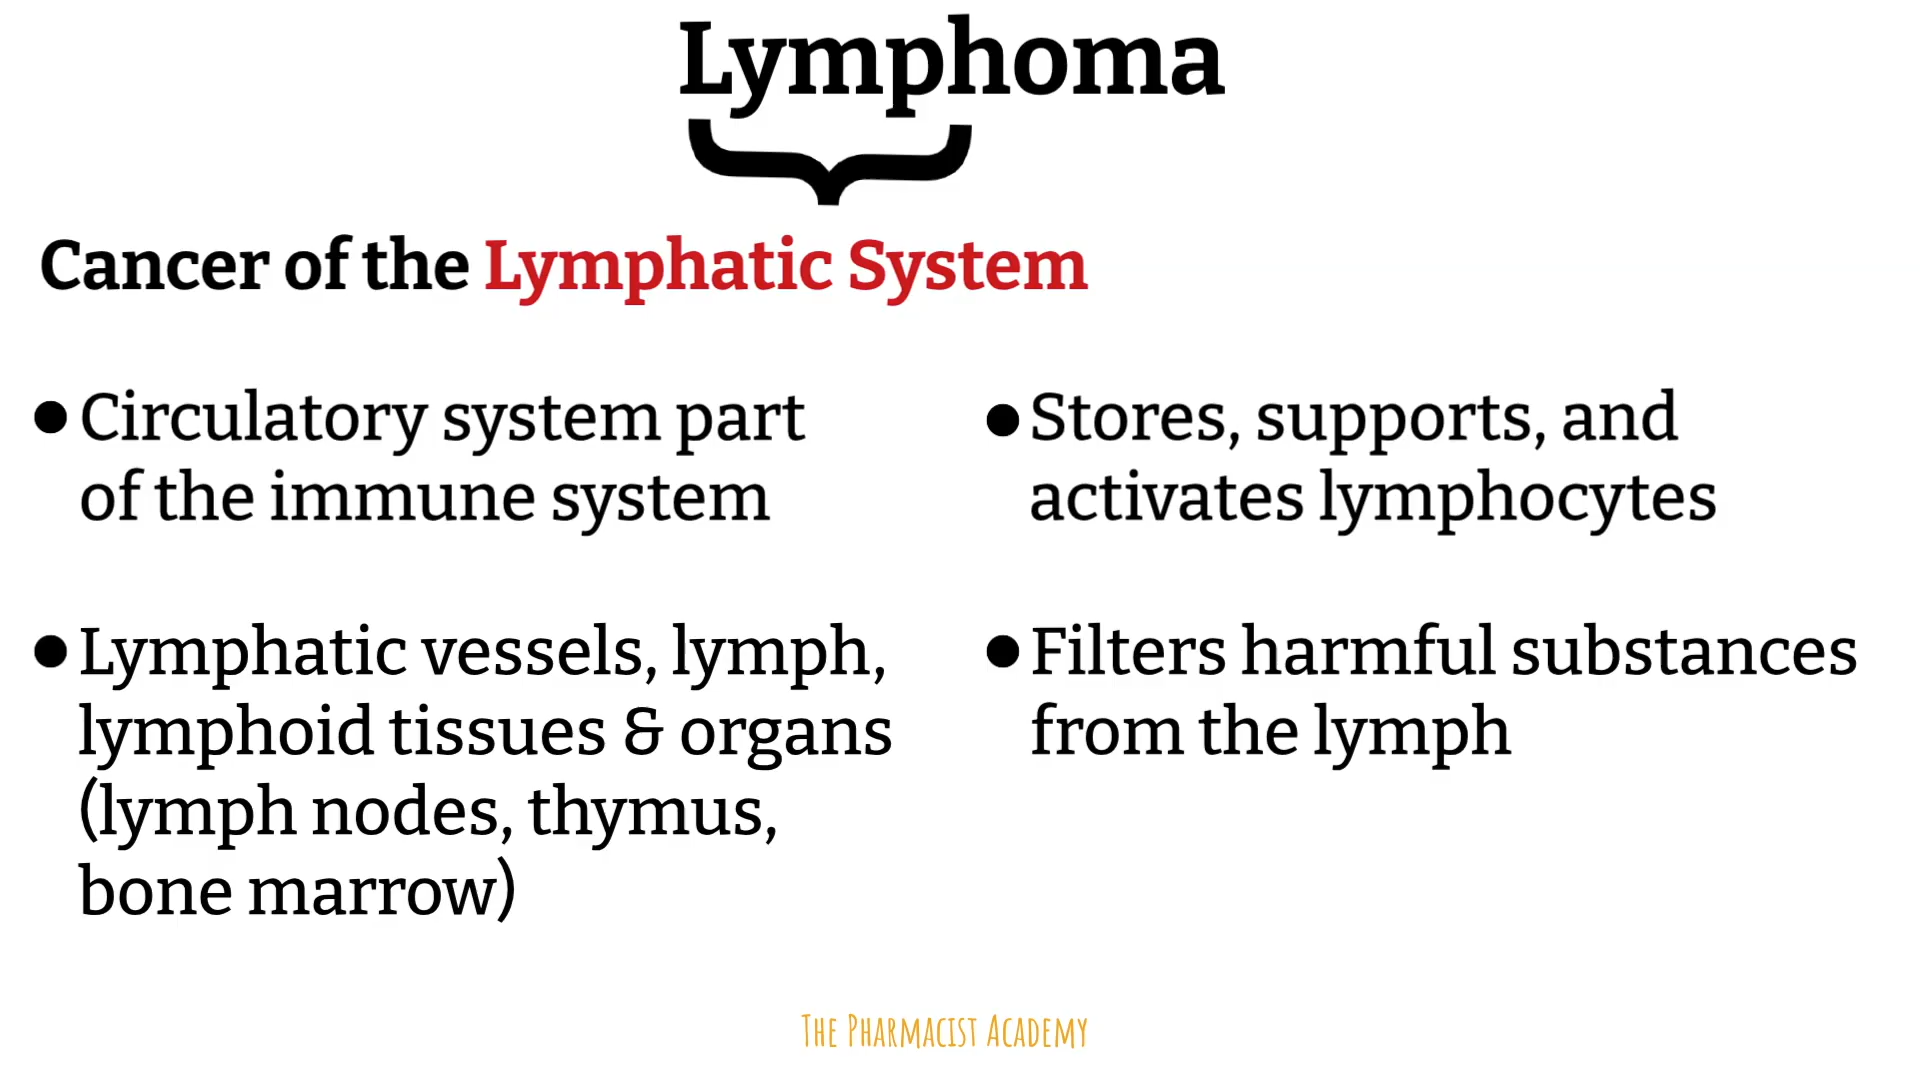 Lymphoma
Cancer of the Lymphatic System
● Circulatory system part
of the immune system
● Lymphatic vessels, lymph,
lymphoid tissues & organs
(lymph nodes, thymus,
bone marrow)
● Stores, supports, and
activates lymphocytes
● Filters harmful substances
from the lymph
The Pharmacist Academy